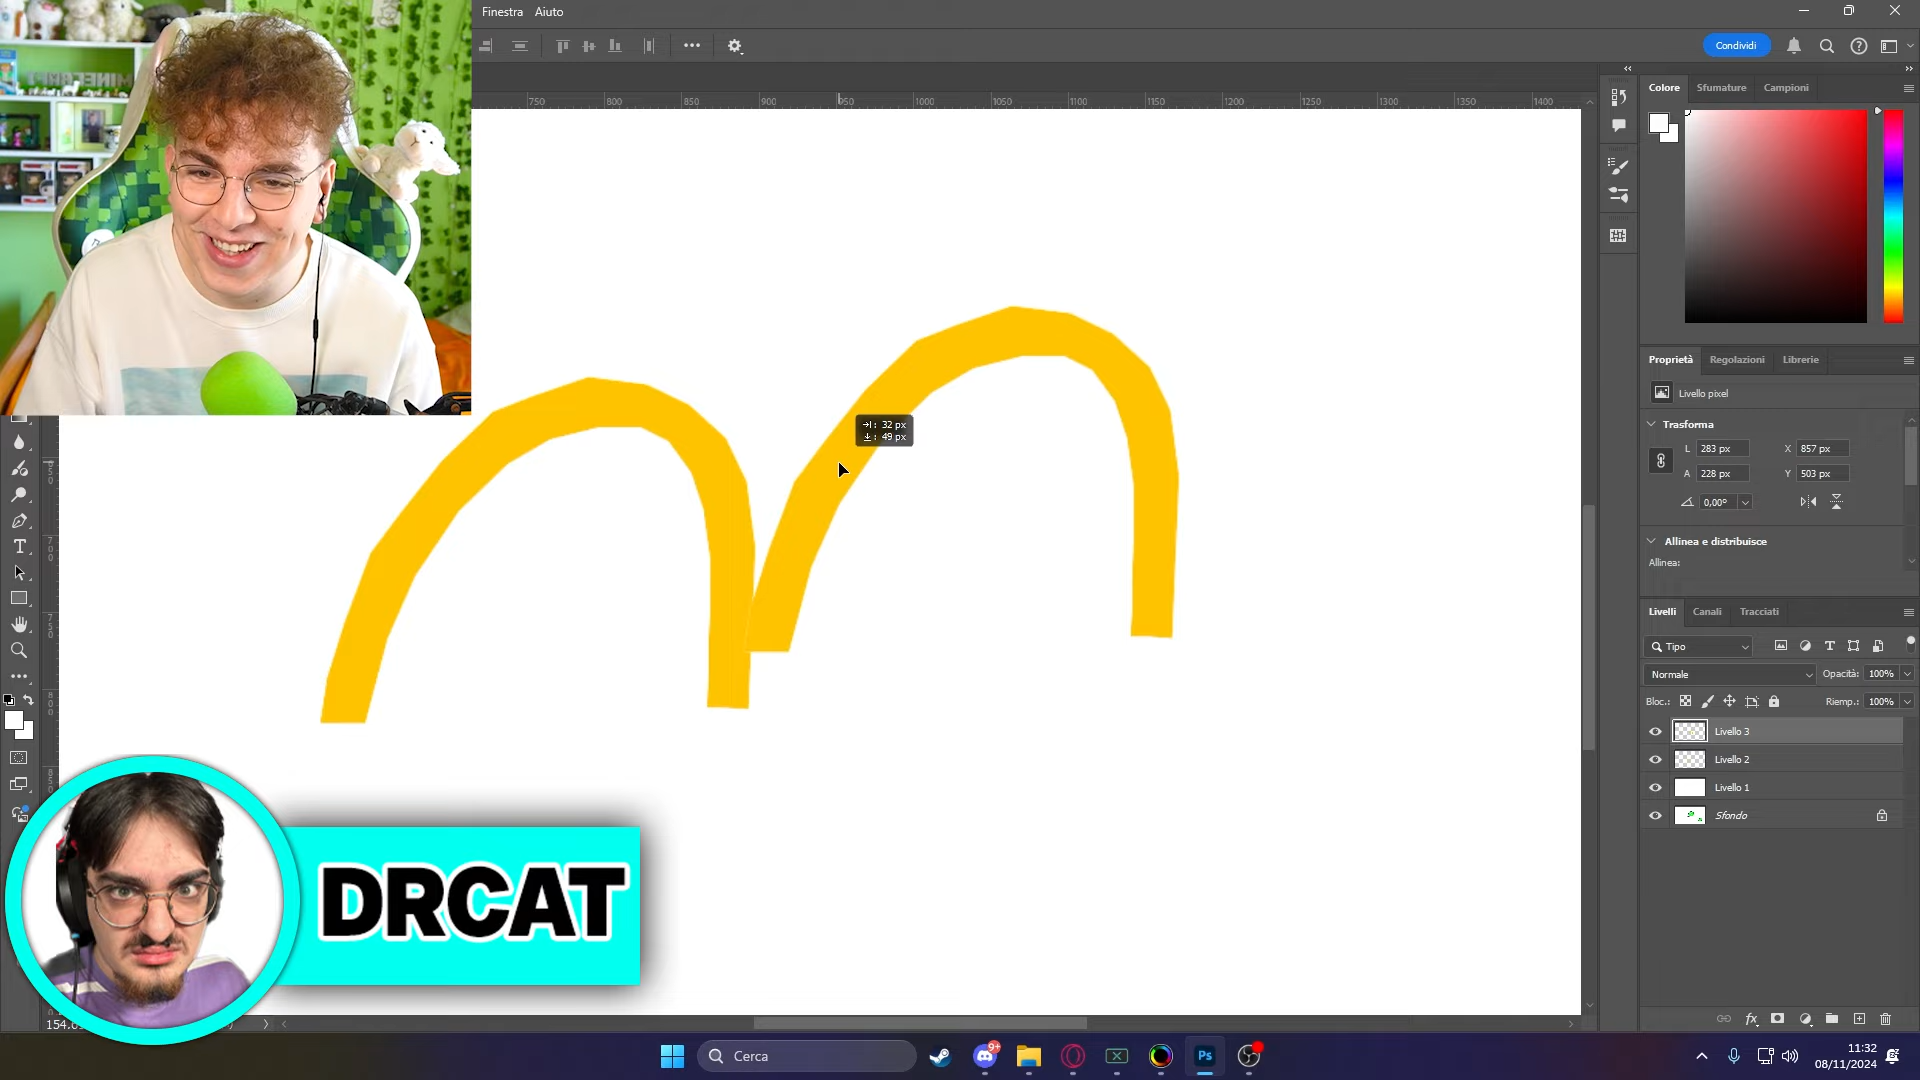 Finestra Aiuto
Condividi
MINECRAFT
750 800 850 900 950 1000 1050 1100 1150 1200 1250 1300 1350 1400
Colore Sfumature Campioni
Proprietà Regolazioni Librerie
Livello pixel
Trasforma
L 283 px X 857 px
A 228 px Y 503 px
0,00°
Allinea e distribuisce
Allinea:
: 32 px
: 49 px
Livelli Canali Tracciati
Tipo
Normale Opacità: 100%
Bloc.: Riemp.: 100%
Livello 3
Livello 2
Livello 1
Sfondo
DRCAT
Cerca
9+
Ps
11:32
08/11/2024